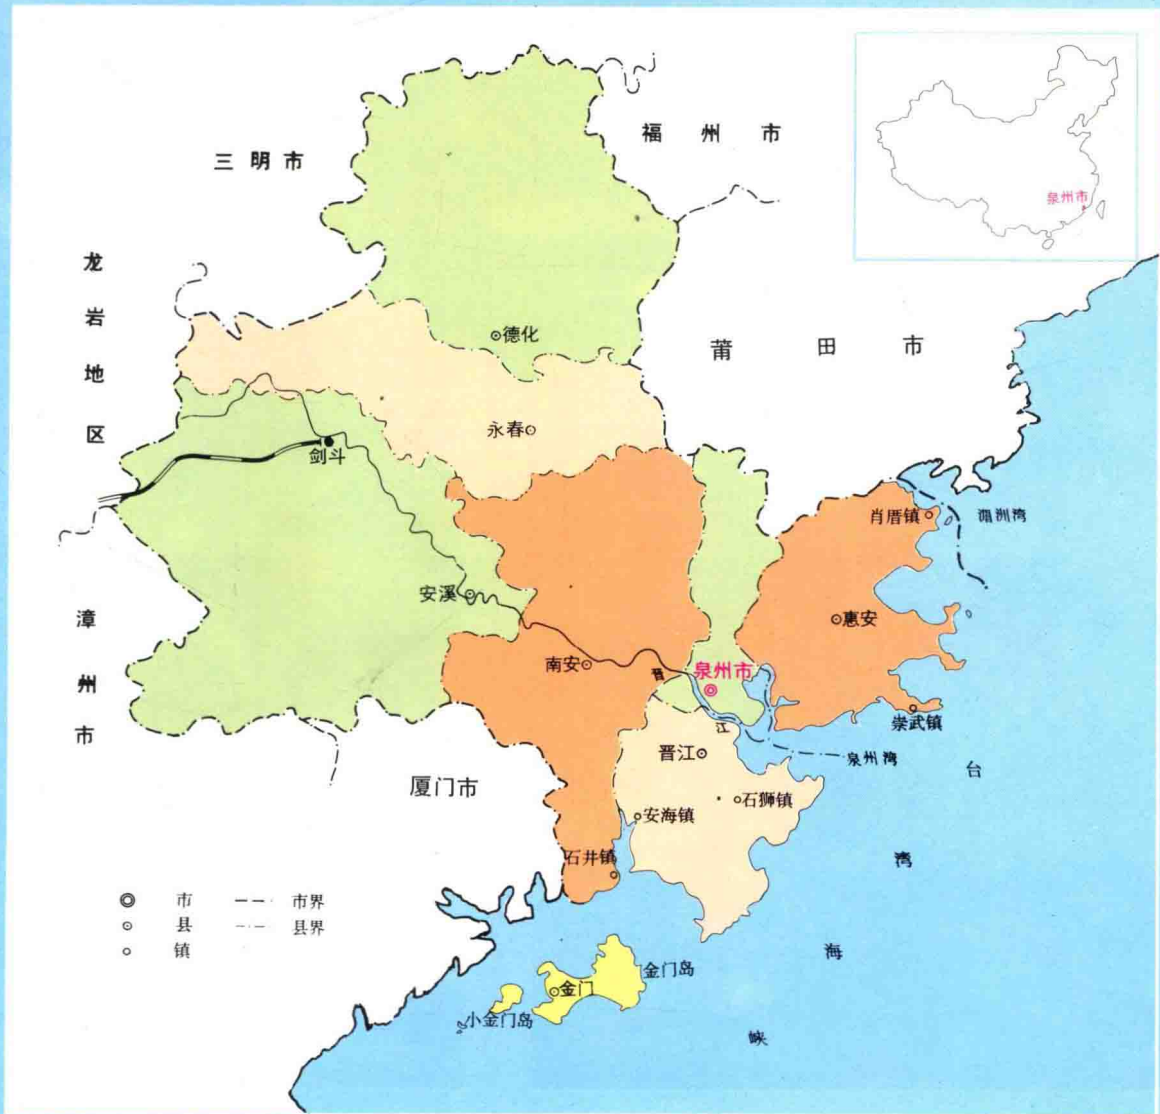 三明市
福州市
泉州市
龙岩地区
莆田市
德化
永春
剑斗
肖厝镇
湄洲湾
安溪
惠安
漳州市
南安
晋江
泉州市
崇武镇
晋江
泉州湾
厦门市
石狮镇
安海镇
石井镇
台湾海峡
市
市界
县
县界
镇
金门岛
金门
小金门岛